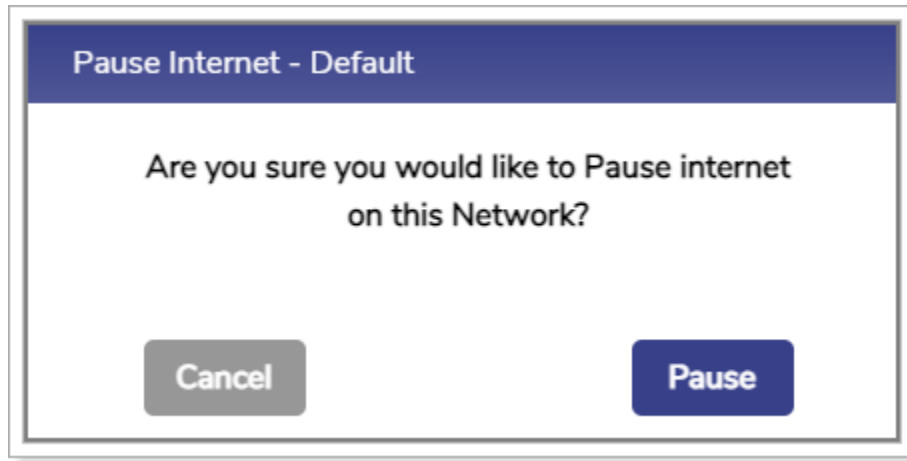 Pause Internet - Default
Are you sure you would like to Pause internet
on this Network?
Cancel
Pause